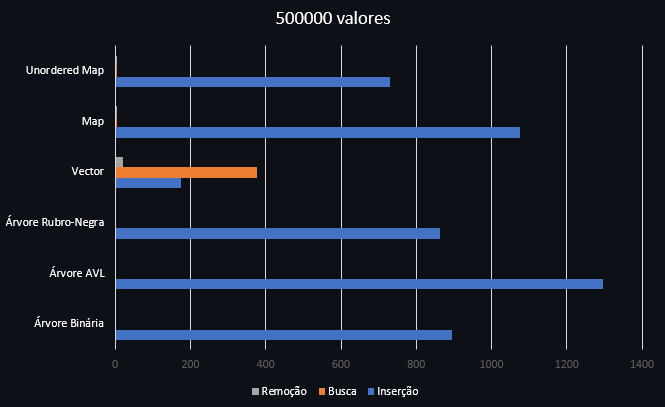 500000 valores
Unordered Map
Map
Vector
Árvore Rubro-Negra
Árvore AVL
Árvore Binária
0 200 400 600 800 1000 1200 1400
Remoção Busca Inserção